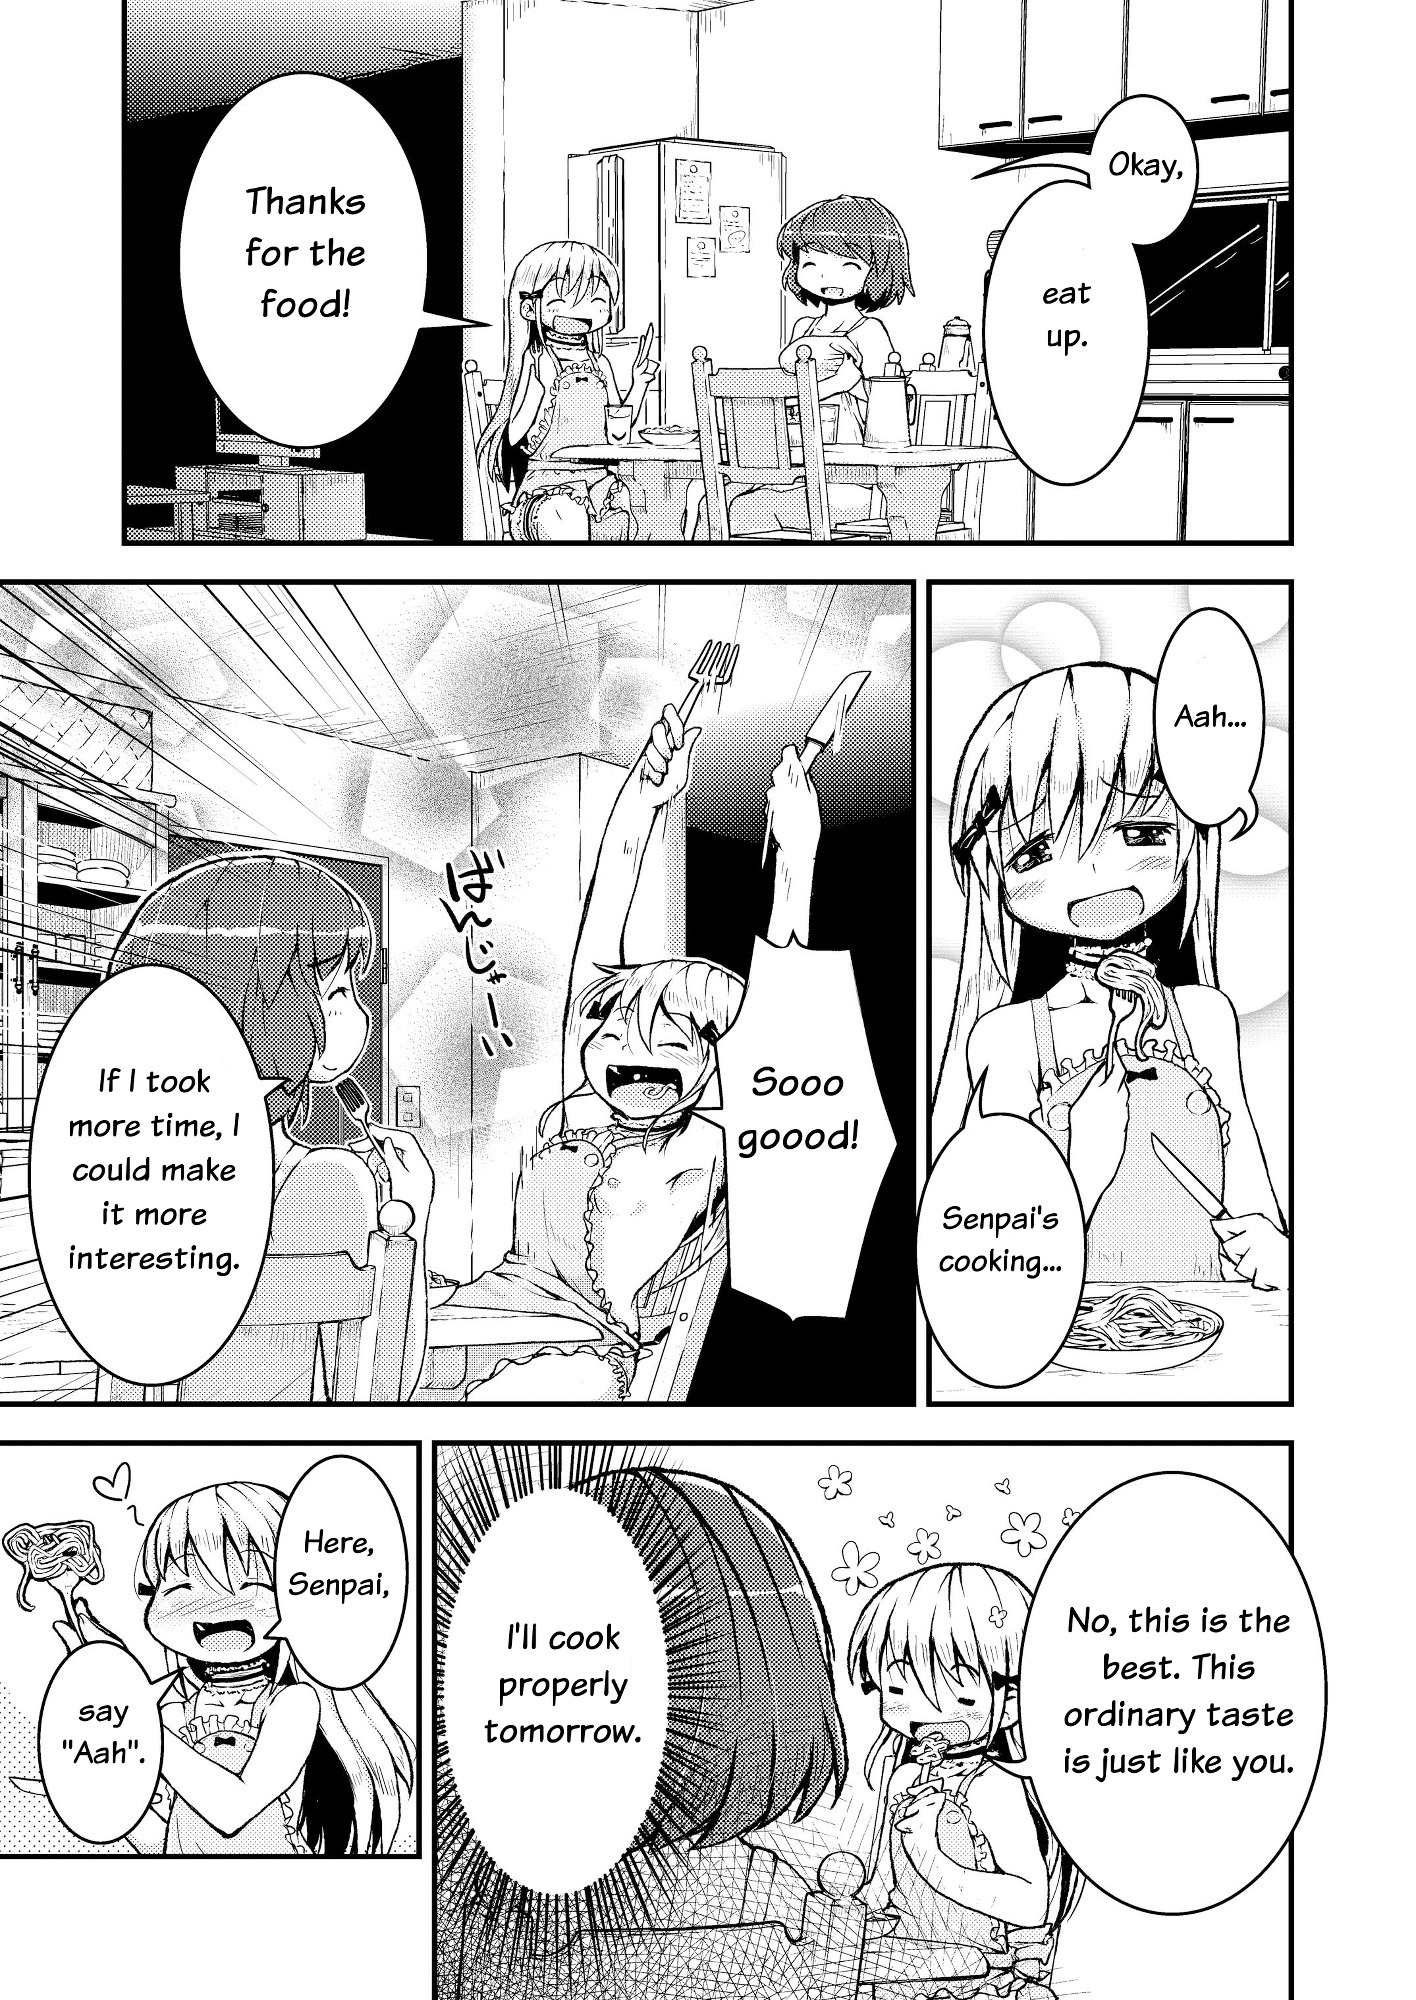 Okay,
eat
up.
Thanks
for the
food!
Aah...
Senpai's
cooking...
Sooo
goood!
ばんじゃーい
If I took
more time, I
could make
it more
interesting.
No, this is the
best. This
ordinary taste
is just like you.
I'll cook
properly
tomorrow.
Here,
Senpai,
say
"Aah".